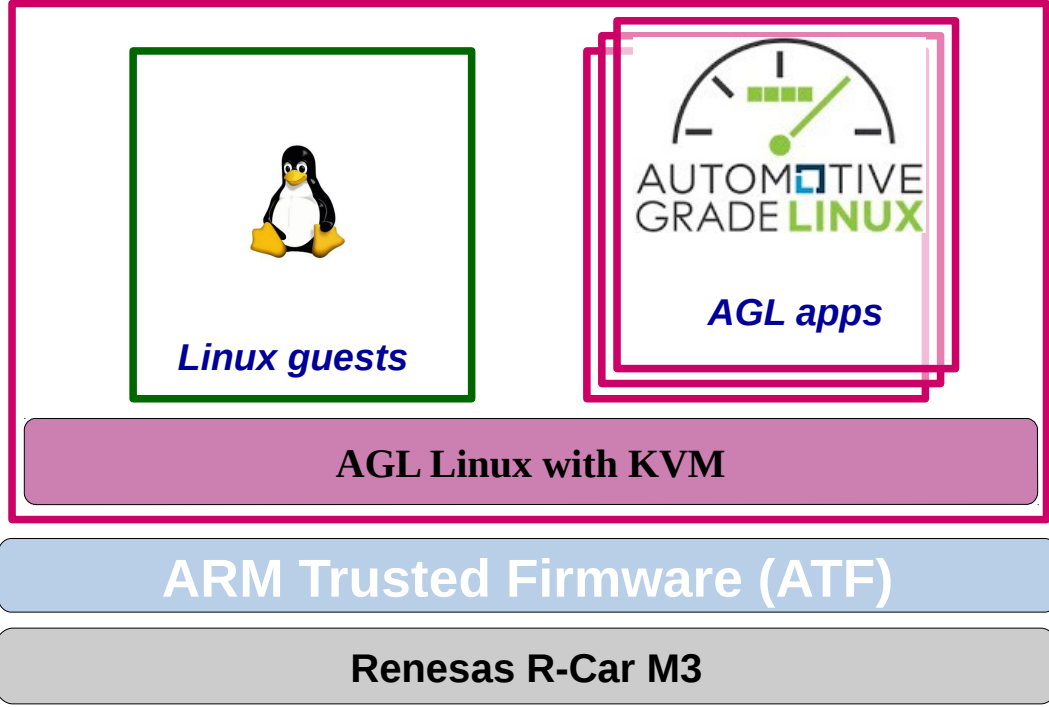 AUTOMOTIVE
GRADE LINUX
AGL apps
Linux guests
AGL Linux with KVM
ARM Trusted Firmware (ATF)
Renesas R-Car M3